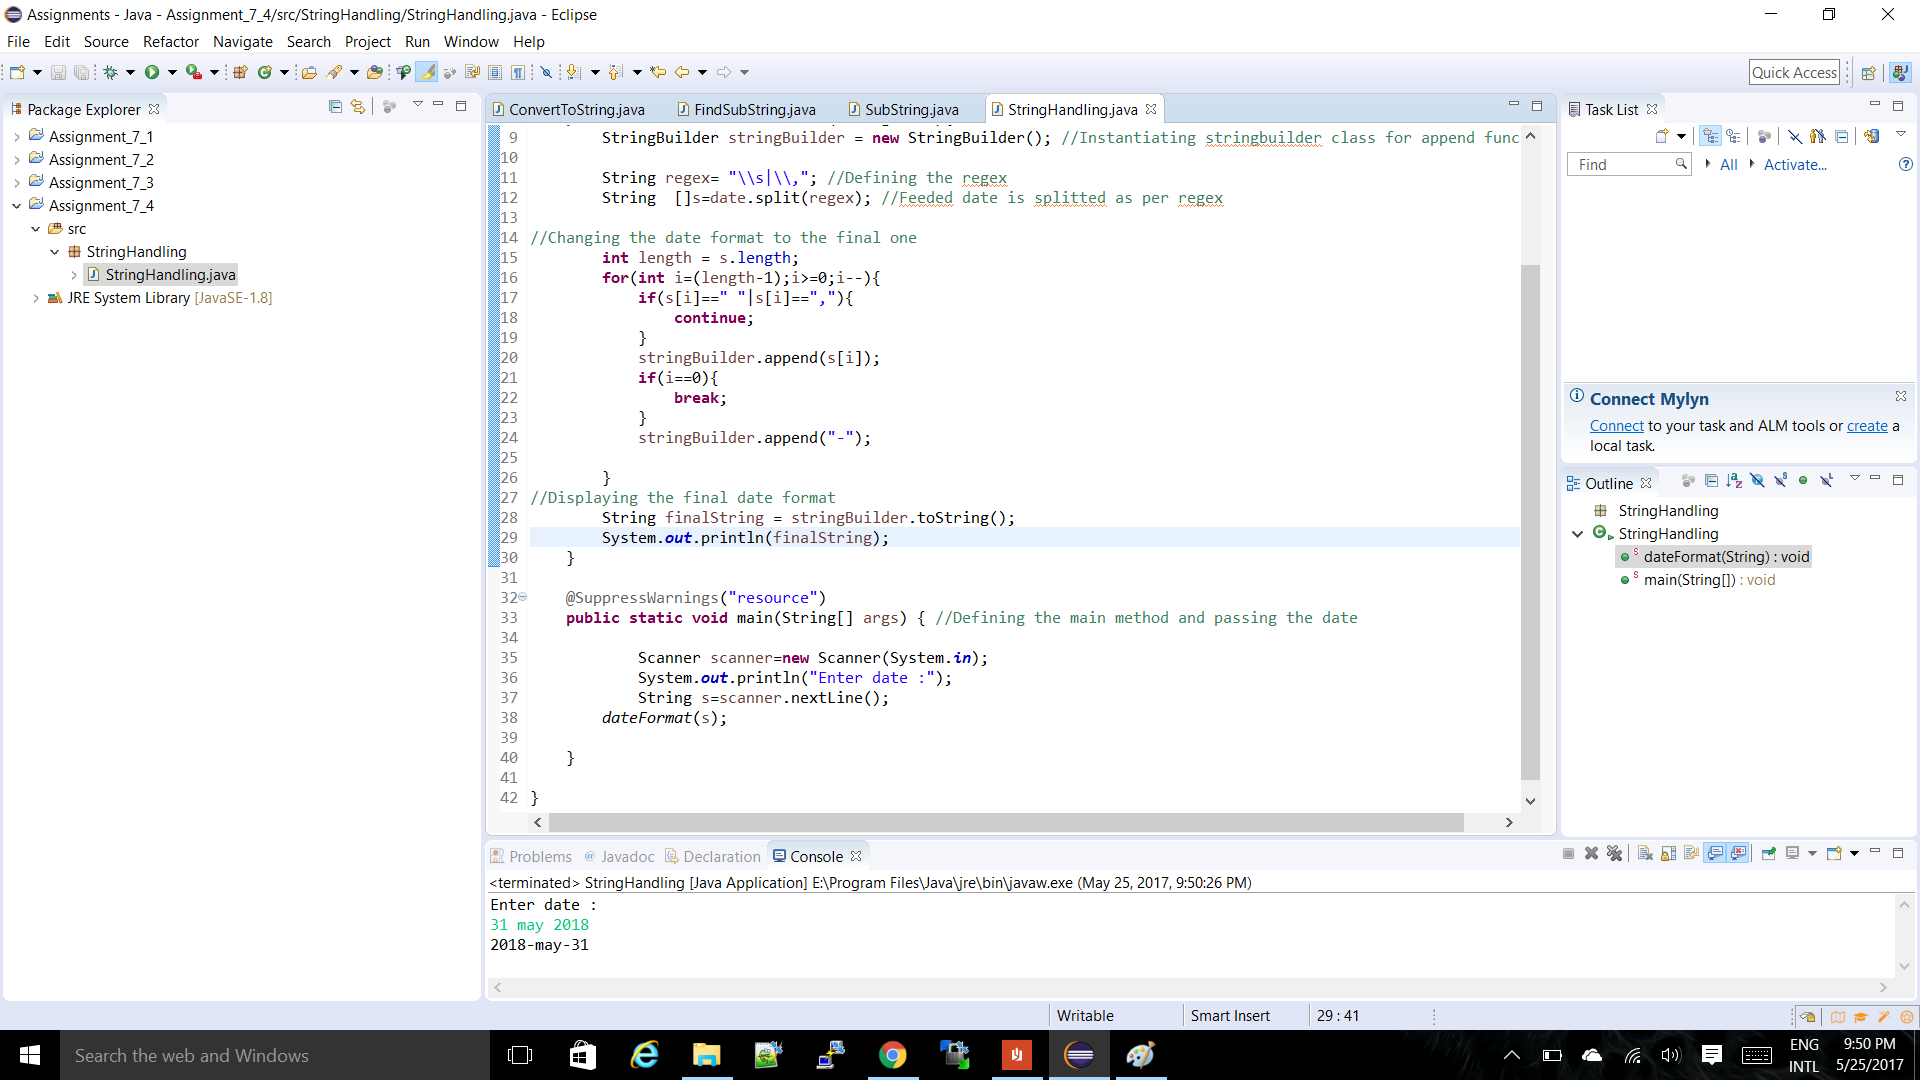 Assignments - Java - Assignment_7_4/src/StringHandling/StringHandling.java - Eclipse
File Edit Source Refactor Navigate Search Project Run Window Help
Quick Access
Package Explorer
Assignment_7_1
Assignment_7_2
Assignment_7_3
Assignment_7_4
src
StringHandling
StringHandling.java
JRE System Library [JavaSE-1.8]
ConvertToString.java FindSubString.java SubString.java StringHandling.java
9 StringBuilder stringBuilder = new StringBuilder(); //Instantiating stringbuilder class for append func
10
11 String regex= "\\s|\\,"; //Defining the regex
12 String []s=date.split(regex); //Feeded date is splitted as per regex
13
14 //Changing the date format to the final one
15 int length = s.length;
16 for(int i=(length-1);i>=0;i--){
17 if(s[i]==" "|s[i]==","){
18 continue;
19 }
20 stringBuilder.append(s[i]);
21 if(i==0){
22 break;
23 }
24 stringBuilder.append("-");
25
26 }
27 //Displaying the final date format
28 String finalString = stringBuilder.toString();
29 System.out.println(finalString);
30 }
31
32 @SuppressWarnings("resource")
33 public static void main(String[] args) { //Defining the main method and passing the date
34
35 Scanner scanner=new Scanner(System.in);
36 System.out.println("Enter date :");
37 String s=scanner.nextLine();
38 dateFormat(s);
39
40 }
41
42 }
Task List
Find All Activate...
Connect Mylyn
Connect to your task and ALM tools or create a
local task.
Outline
StringHandling
StringHandling
dateFormat(String) : void
main(String[]) : void
Problems @ Javadoc Declaration Console
<terminated> StringHandling [Java Application] E:\Program Files\Java\jre\bin\javaw.exe (May 25, 2017, 9:50:26 PM)
Enter date :
31 may 2018
2018-may-31
Writable Smart Insert 29 : 41
Search the web and Windows
ENG
INTL
9:50 PM
5/25/2017